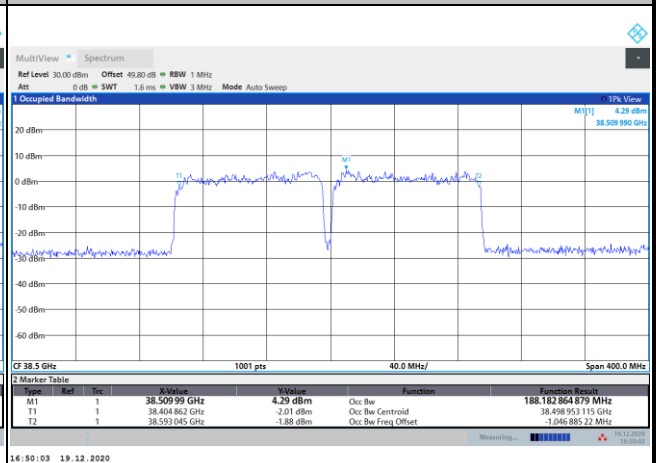 MultiView Spectrum
Ref Level 30.00 dBm Offset 49.80 dB RBW 1 MHz
Att 0 dB SWT 1.6 ms VBW 3 MHz Mode Auto Sweep
1 Occupied Bandwidth 1Pk View
M1[1] 4.29 dBm
38.509 990 GHz
20 dBm
10 dBm
M1
T1 T2
0 dBm
-10 dBm
-20 dBm
-30 dBm
-40 dBm
-50 dBm
-60 dBm
CF 38.5 GHz 1001 pts 40.0 MHz/ Span 400.0 MHz
2 Marker Table
Type Ref Trc X-Value Y-Value Function Function Result
M1 1 38.509 99 GHz 4.29 dBm Occ Bw 188.182 864 879 MHz
T1 1 38.404 862 GHz -2.01 dBm Occ Bw Centroid 38.498 953 115 GHz
T2 1 38.593 045 GHz -1.88 dBm Occ Bw Freq Offset -1.046 885 22 MHz
Measuring... 19.12.2020
16:50:02
16:50:03 19.12.2020